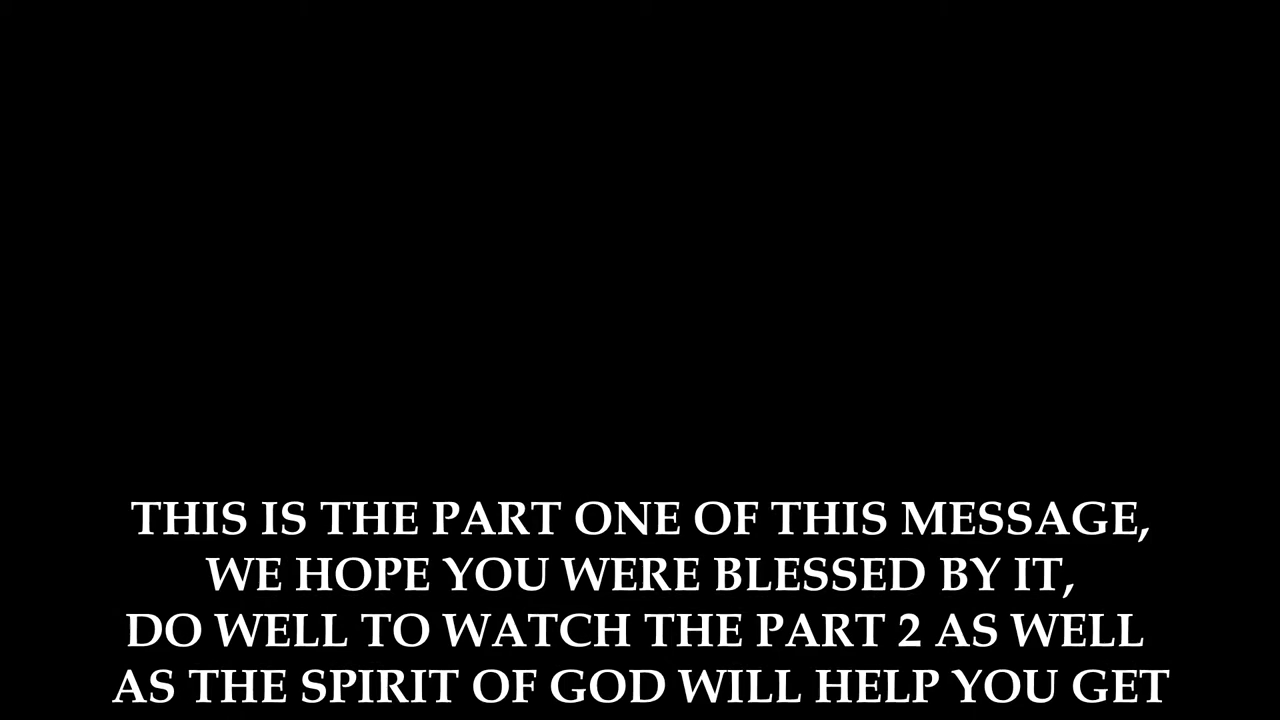 THIS IS THE PART ONE OF THIS MESSAGE,
WE HOPE YOU WERE BLESSED BY IT,
DO WELL TO WATCH THE PART 2 AS WELL
AS THE SPIRIT OF GOD WILL HELP YOU GET